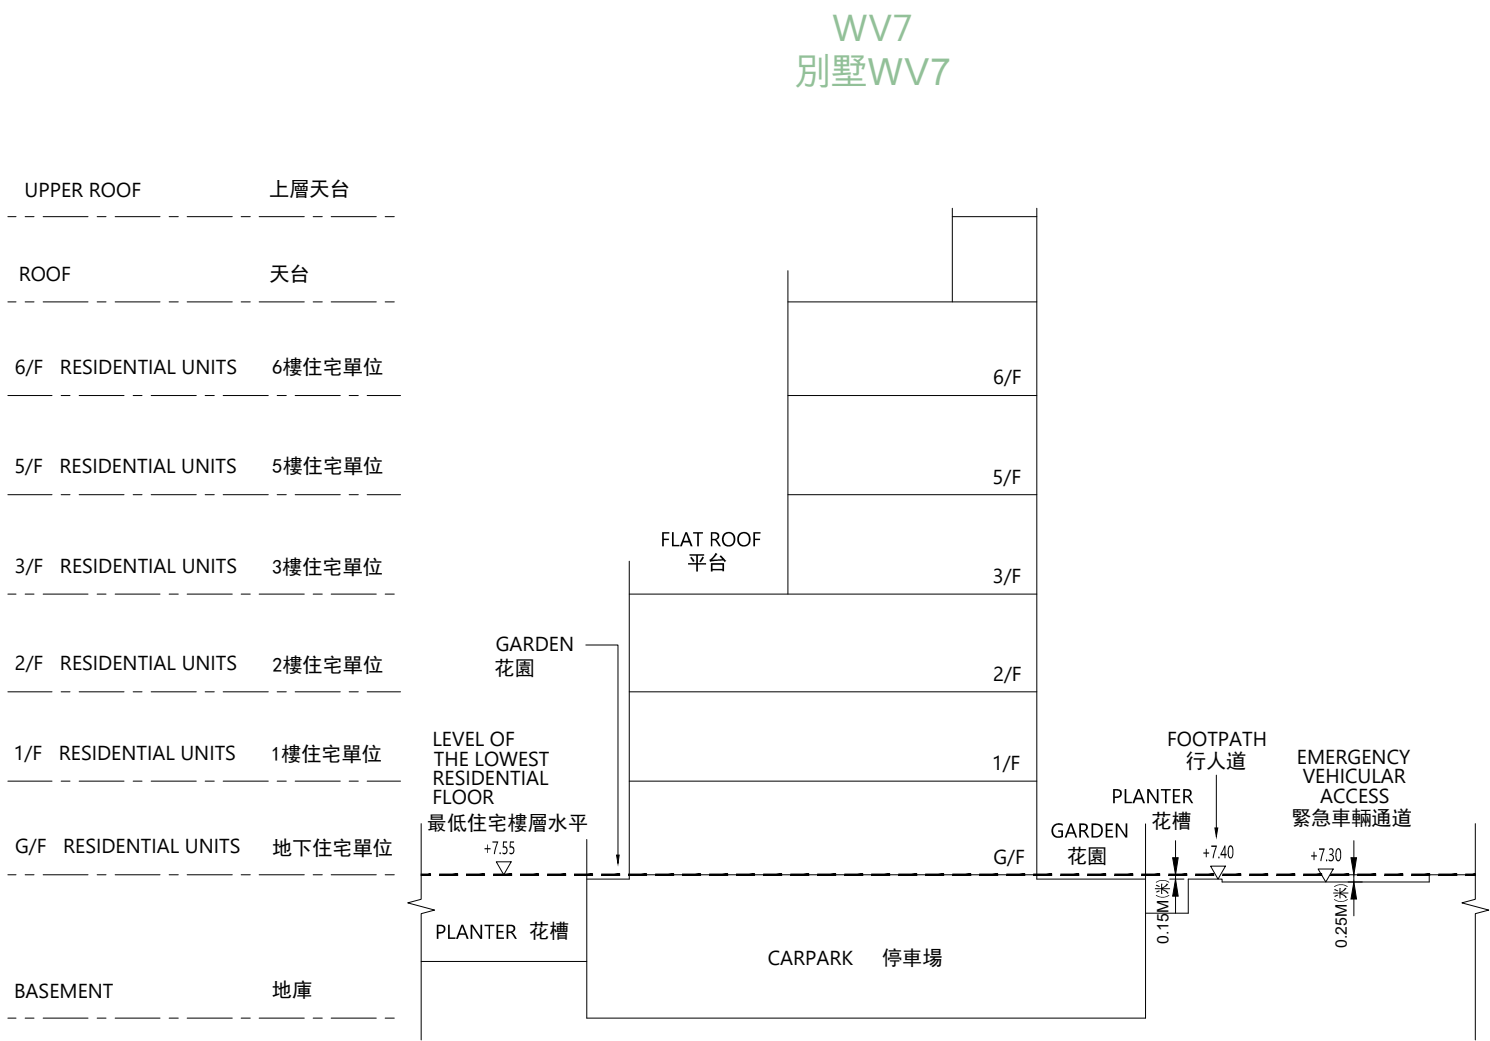 WV7
別墅WV7
UPPER ROOF 上層天台
ROOF 天台
6/F RESIDENTIAL UNITS 6樓住宅單位
5/F RESIDENTIAL UNITS 5樓住宅單位
3/F RESIDENTIAL UNITS 3樓住宅單位
2/F RESIDENTIAL UNITS 2樓住宅單位
1/F RESIDENTIAL UNITS 1樓住宅單位
G/F RESIDENTIAL UNITS 地下住宅單位
BASEMENT 地庫
6/F
5/F
FLAT ROOF
平台
3/F
GARDEN
花園
2/F
LEVEL OF
THE LOWEST
RESIDENTIAL
FLOOR
最低住宅樓層水平
+7.55
1/F
G/F
GARDEN
花園
PLANTER
花槽
FOOTPATH
行人道
+7.40
EMERGENCY
VEHICULAR
ACCESS
緊急車輛通道
+7.30
0.15M(米)
0.25M(米)
PLANTER 花槽
CARPARK 停車場